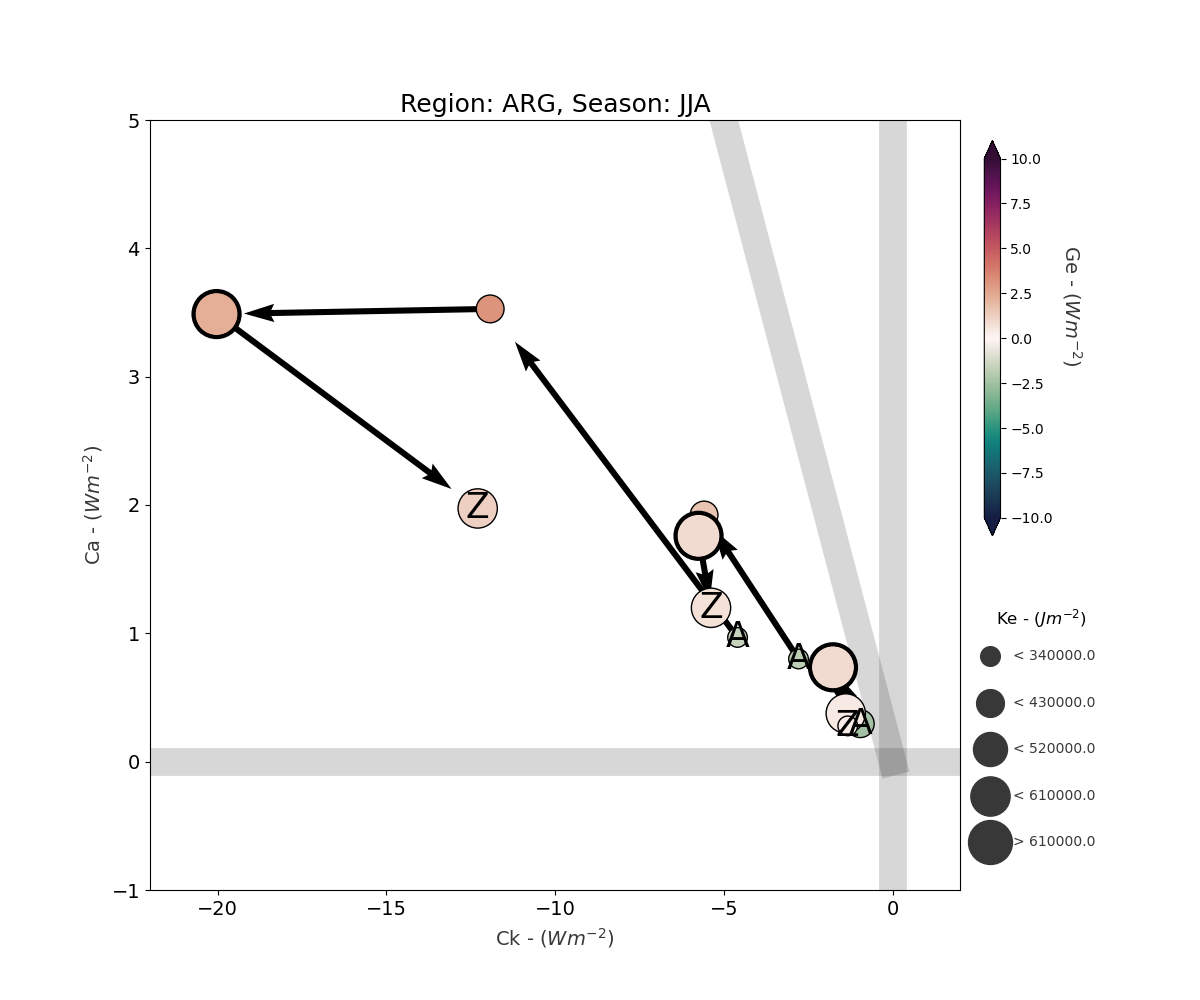 Region: ARG, Season: JJA
5
4
3
2
1
0
−1
Ca - (Wm⁻²)
−20
−15
−10
−5
0
Ck - (Wm⁻²)
Z
Z
A
A
Z
A
10.0
7.5
5.0
2.5
0.0
−2.5
−5.0
−7.5
−10.0
Ge - (Wm⁻²)
Ke - (Jm⁻²)
< 340000.0
< 430000.0
< 520000.0
< 610000.0
> 610000.0